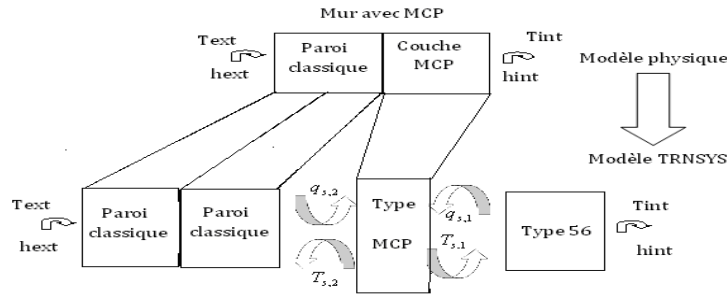 Mur avec MCP
Text
hext
Paroi
classique
Couche
MCP
Tint
hint
Modèle physique
Modèle TRNSYS
Text
hext
Paroi
classique
Paroi
classique
q s,2
T s,2
Type
MCP
q s,1
T s,1
Type 56
Tint
hint